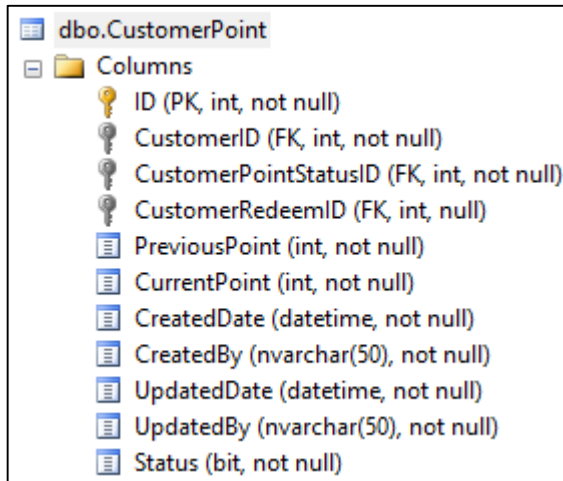 dbo.CustomerPoint
Columns
ID (PK, int, not null)
CustomerID (FK, int, not null)
CustomerPointStatusID (FK, int, not null)
CustomerRedeemID (FK, int, null)
PreviousPoint (int, not null)
CurrentPoint (int, not null)
CreatedDate (datetime, not null)
CreatedBy (nvarchar(50), not null)
UpdatedDate (datetime, not null)
UpdatedBy (nvarchar(50), not null)
Status (bit, not null)